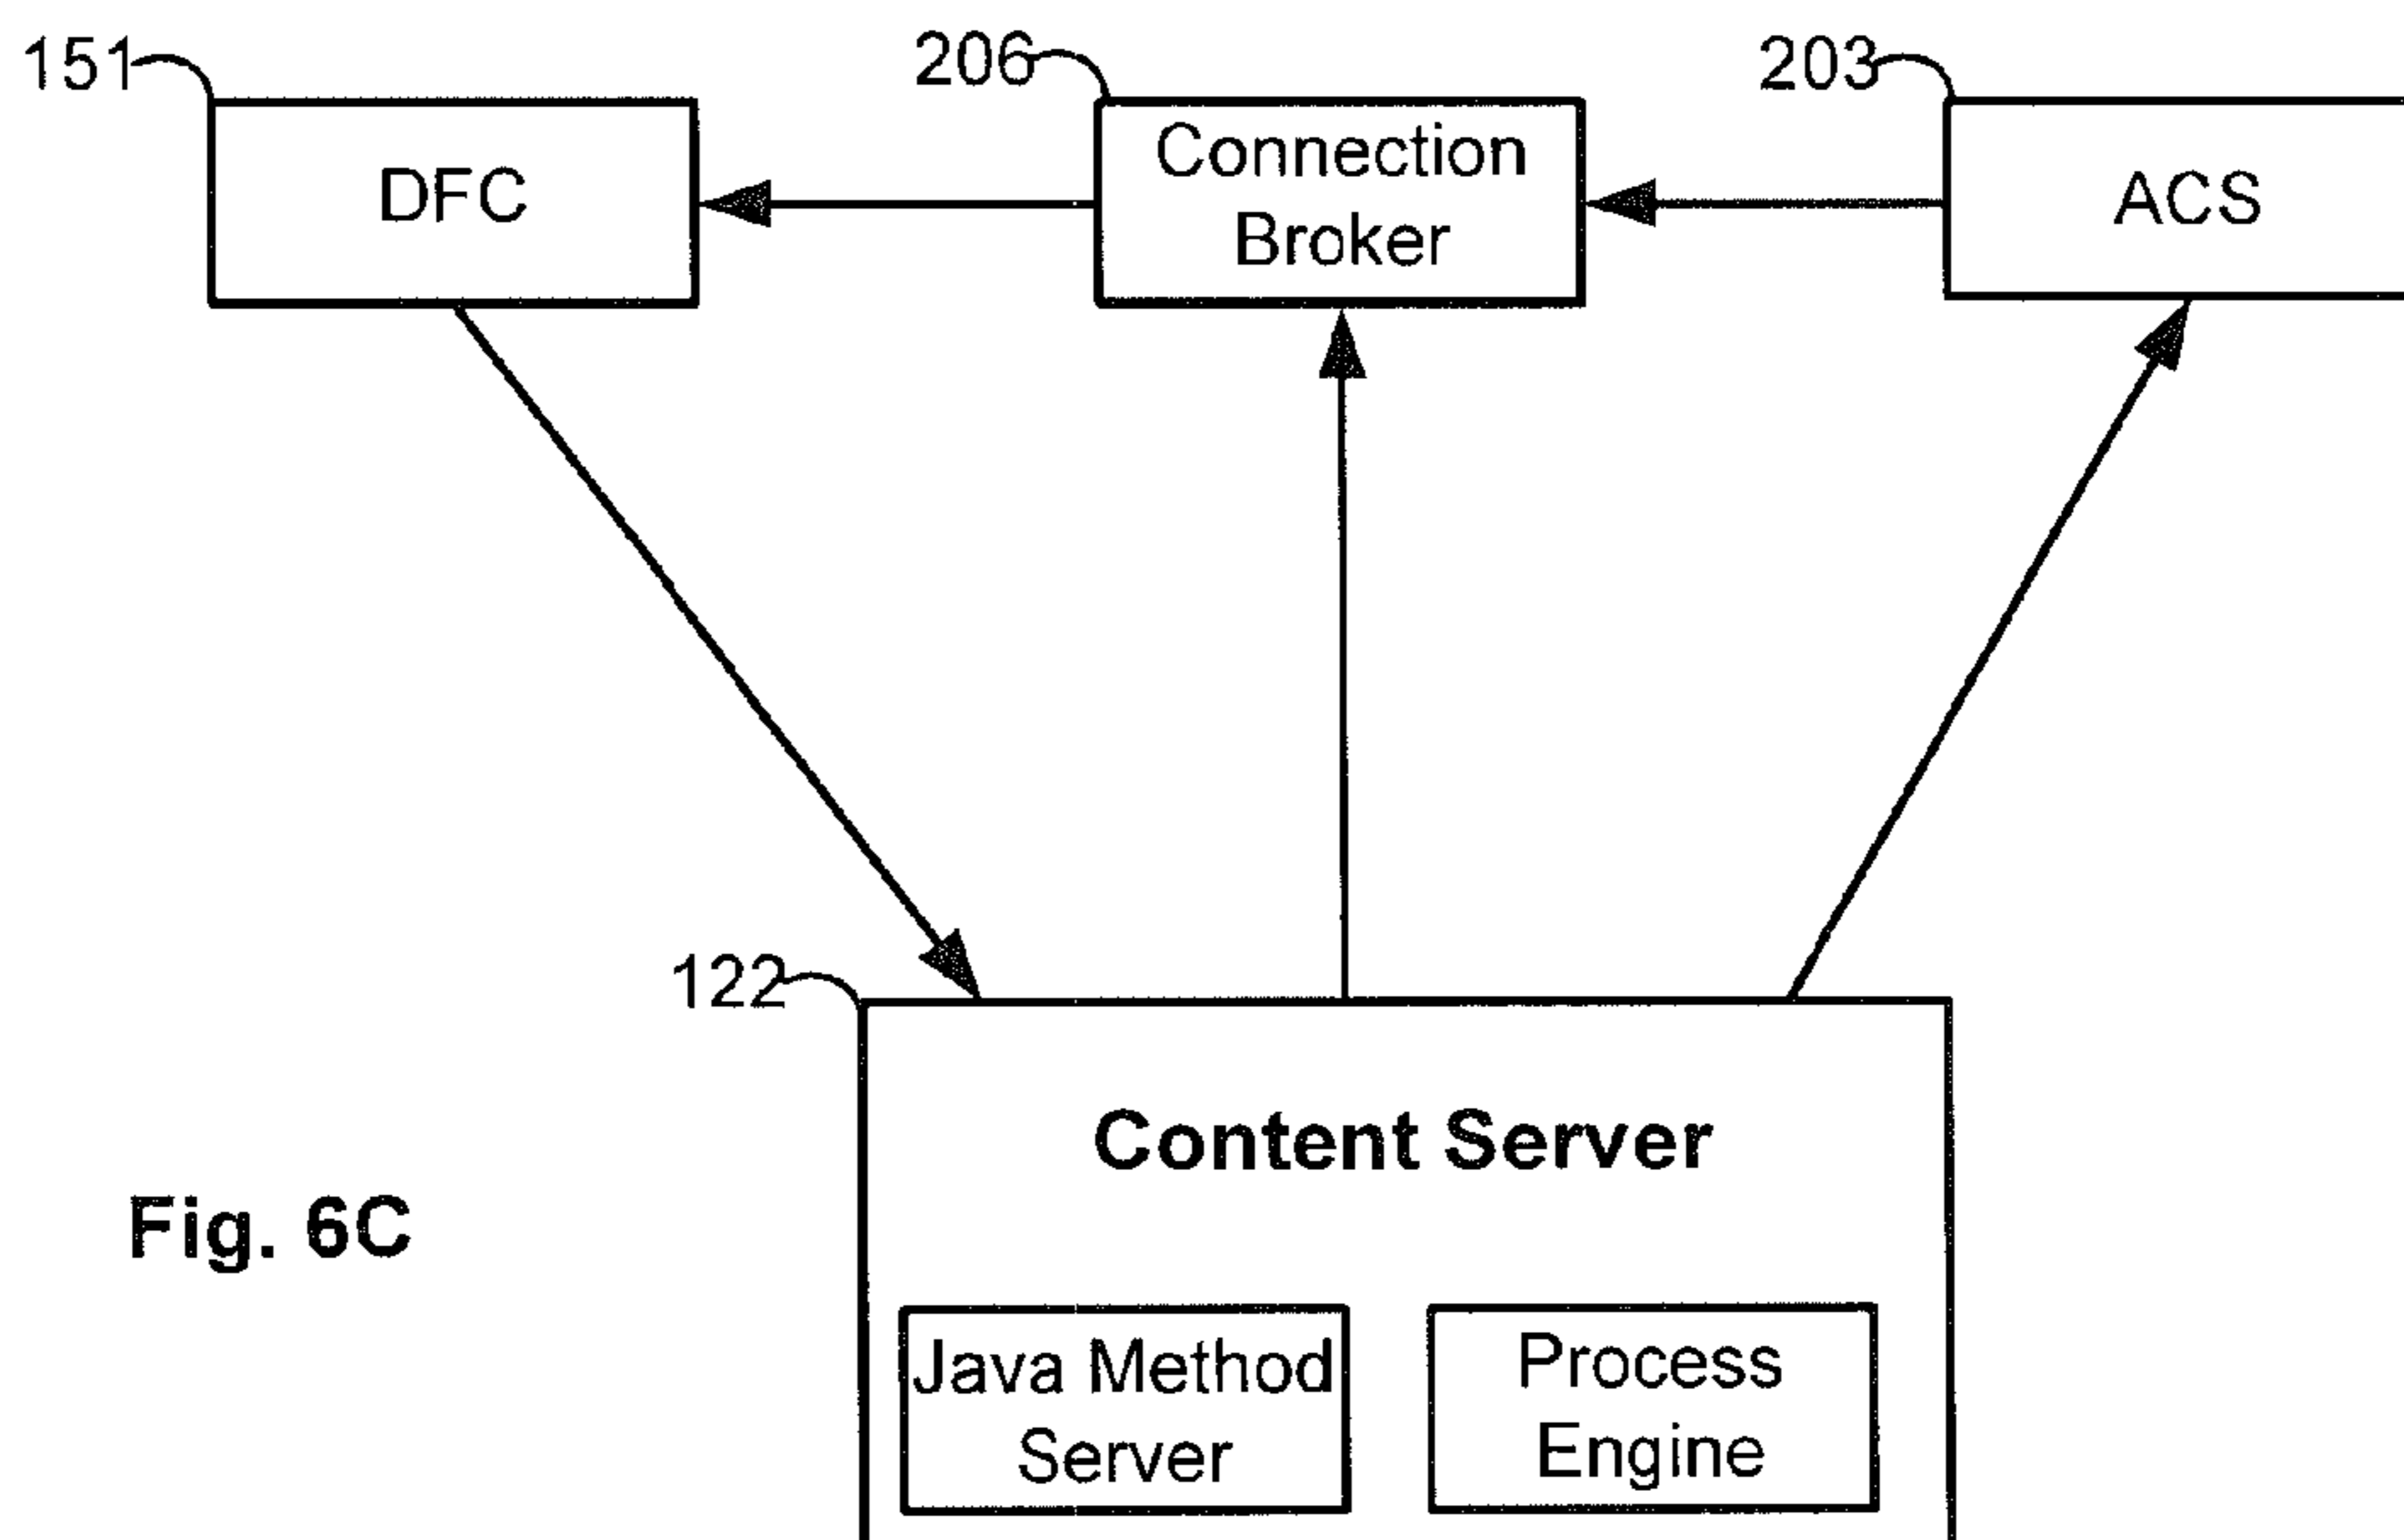 151
206
203
DFC
Connection
Broker
ACS
122
Content Server
Fig. 6C
Java Method
Server
Process
Engine